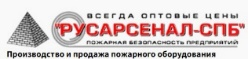 ВСЕГДА ОПТОВЫЕ ЦЕНЫ
"РУСАРСЕНАЛ-СПБ"
ПОЖАРНАЯ БЕЗОПАСНОСТЬ ПРЕДПРИЯТИЙ
Производство и продажа пожарного оборудования